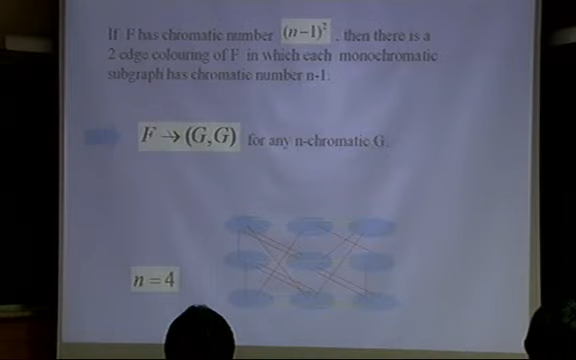 If F has chromatic number (n−1)² , then there is a
2 edge colouring of F in which each monochromatic
subgraph has chromatic number n-1.
F → (G,G) for any n-chromatic G.
n = 4